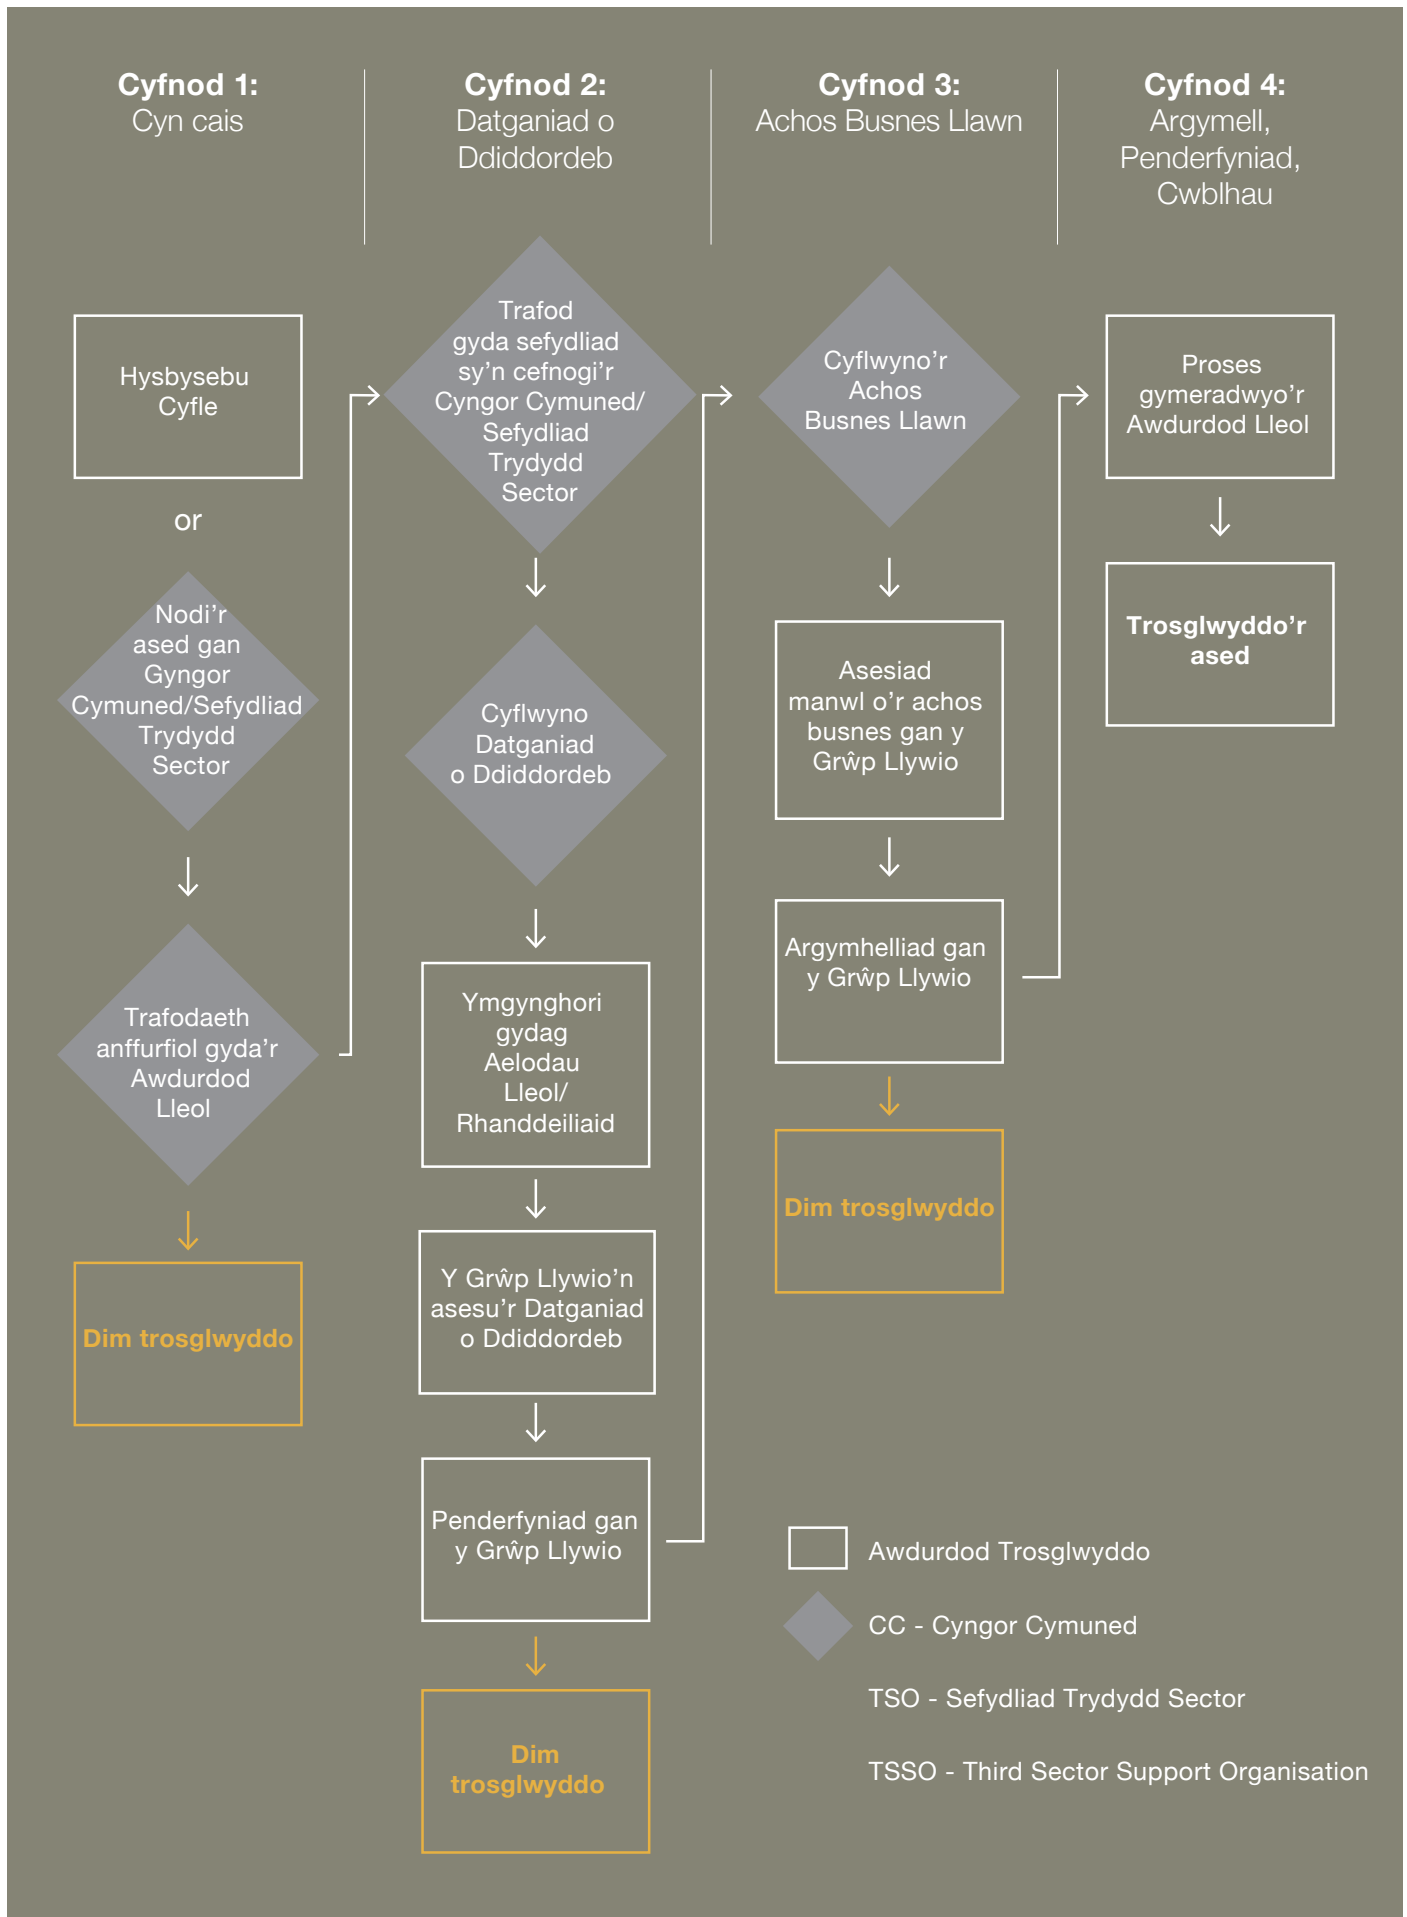 Cyfnod 1:
Cyn cais
Cyfnod 2:
Datganiad o
Ddiddordeb
Cyfnod 3:
Achos Busnes Llawn
Cyfnod 4:
Argymell,
Penderfyniad,
Cwblhau
Hysbysebu
Cyfle
or
Nodi’r
ased gan
Gyngor
Cymuned/Sefydliad
Trydydd
Sector
Trafodaeth
anffurfiol gyda’r
Awdurdod
Lleol
Dim trosglwyddo
Trafod
gyda sefydliad
sy’n cefnogi’r
Cyngor Cymuned/
Sefydliad
Trydydd
Sector
Cyflwyno
Datganiad
o Ddiddordeb
Ymgynghori
gydag
Aelodau
Lleol/
Rhanddeiliaid
Y Grŵp Llywio’n
asesu’r Datganiad
o Ddiddordeb
Penderfyniad gan
y Grŵp Llywio
Dim
trosglwyddo
Cyflwyno’r
Achos
Busnes Llawn
Asesiad
manwl o’r achos
busnes gan y
Grŵp Llywio
Argymhelliad gan
y Grŵp Llywio
Dim trosglwyddo
Proses
gymeradwyo’r
Awdurdod Lleol
Trosglwyddo’r
ased
Awdurdod Trosglwyddo
CC - Cyngor Cymuned
TSO - Sefydliad Trydydd Sector
TSSO - Third Sector Support Organisation